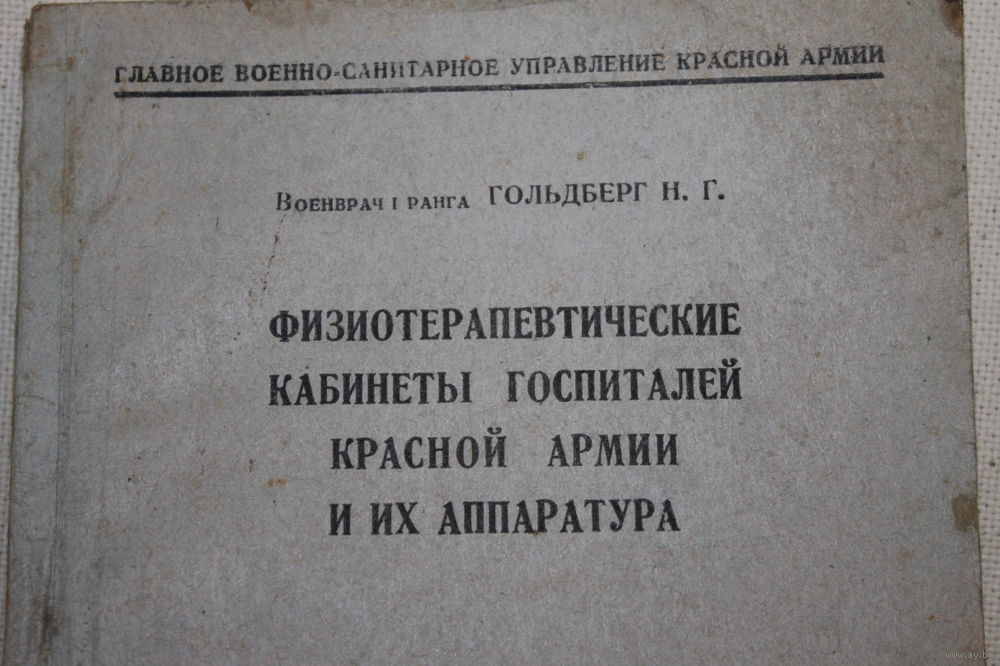 ГЛАВНОЕ ВОЕННО-САНИТАРНОЕ УПРАВЛЕНИЕ КРАСНОЙ АРМИИ
Военврач I ранга ГОЛЬДБЕРГ Н. Г.
ФИЗИОТЕРАПЕВТИЧЕСКИЕ
КАБИНЕТЫ ГОСПИТАЛЕЙ
КРАСНОЙ АРМИИ
И ИХ АППАРАТУРА